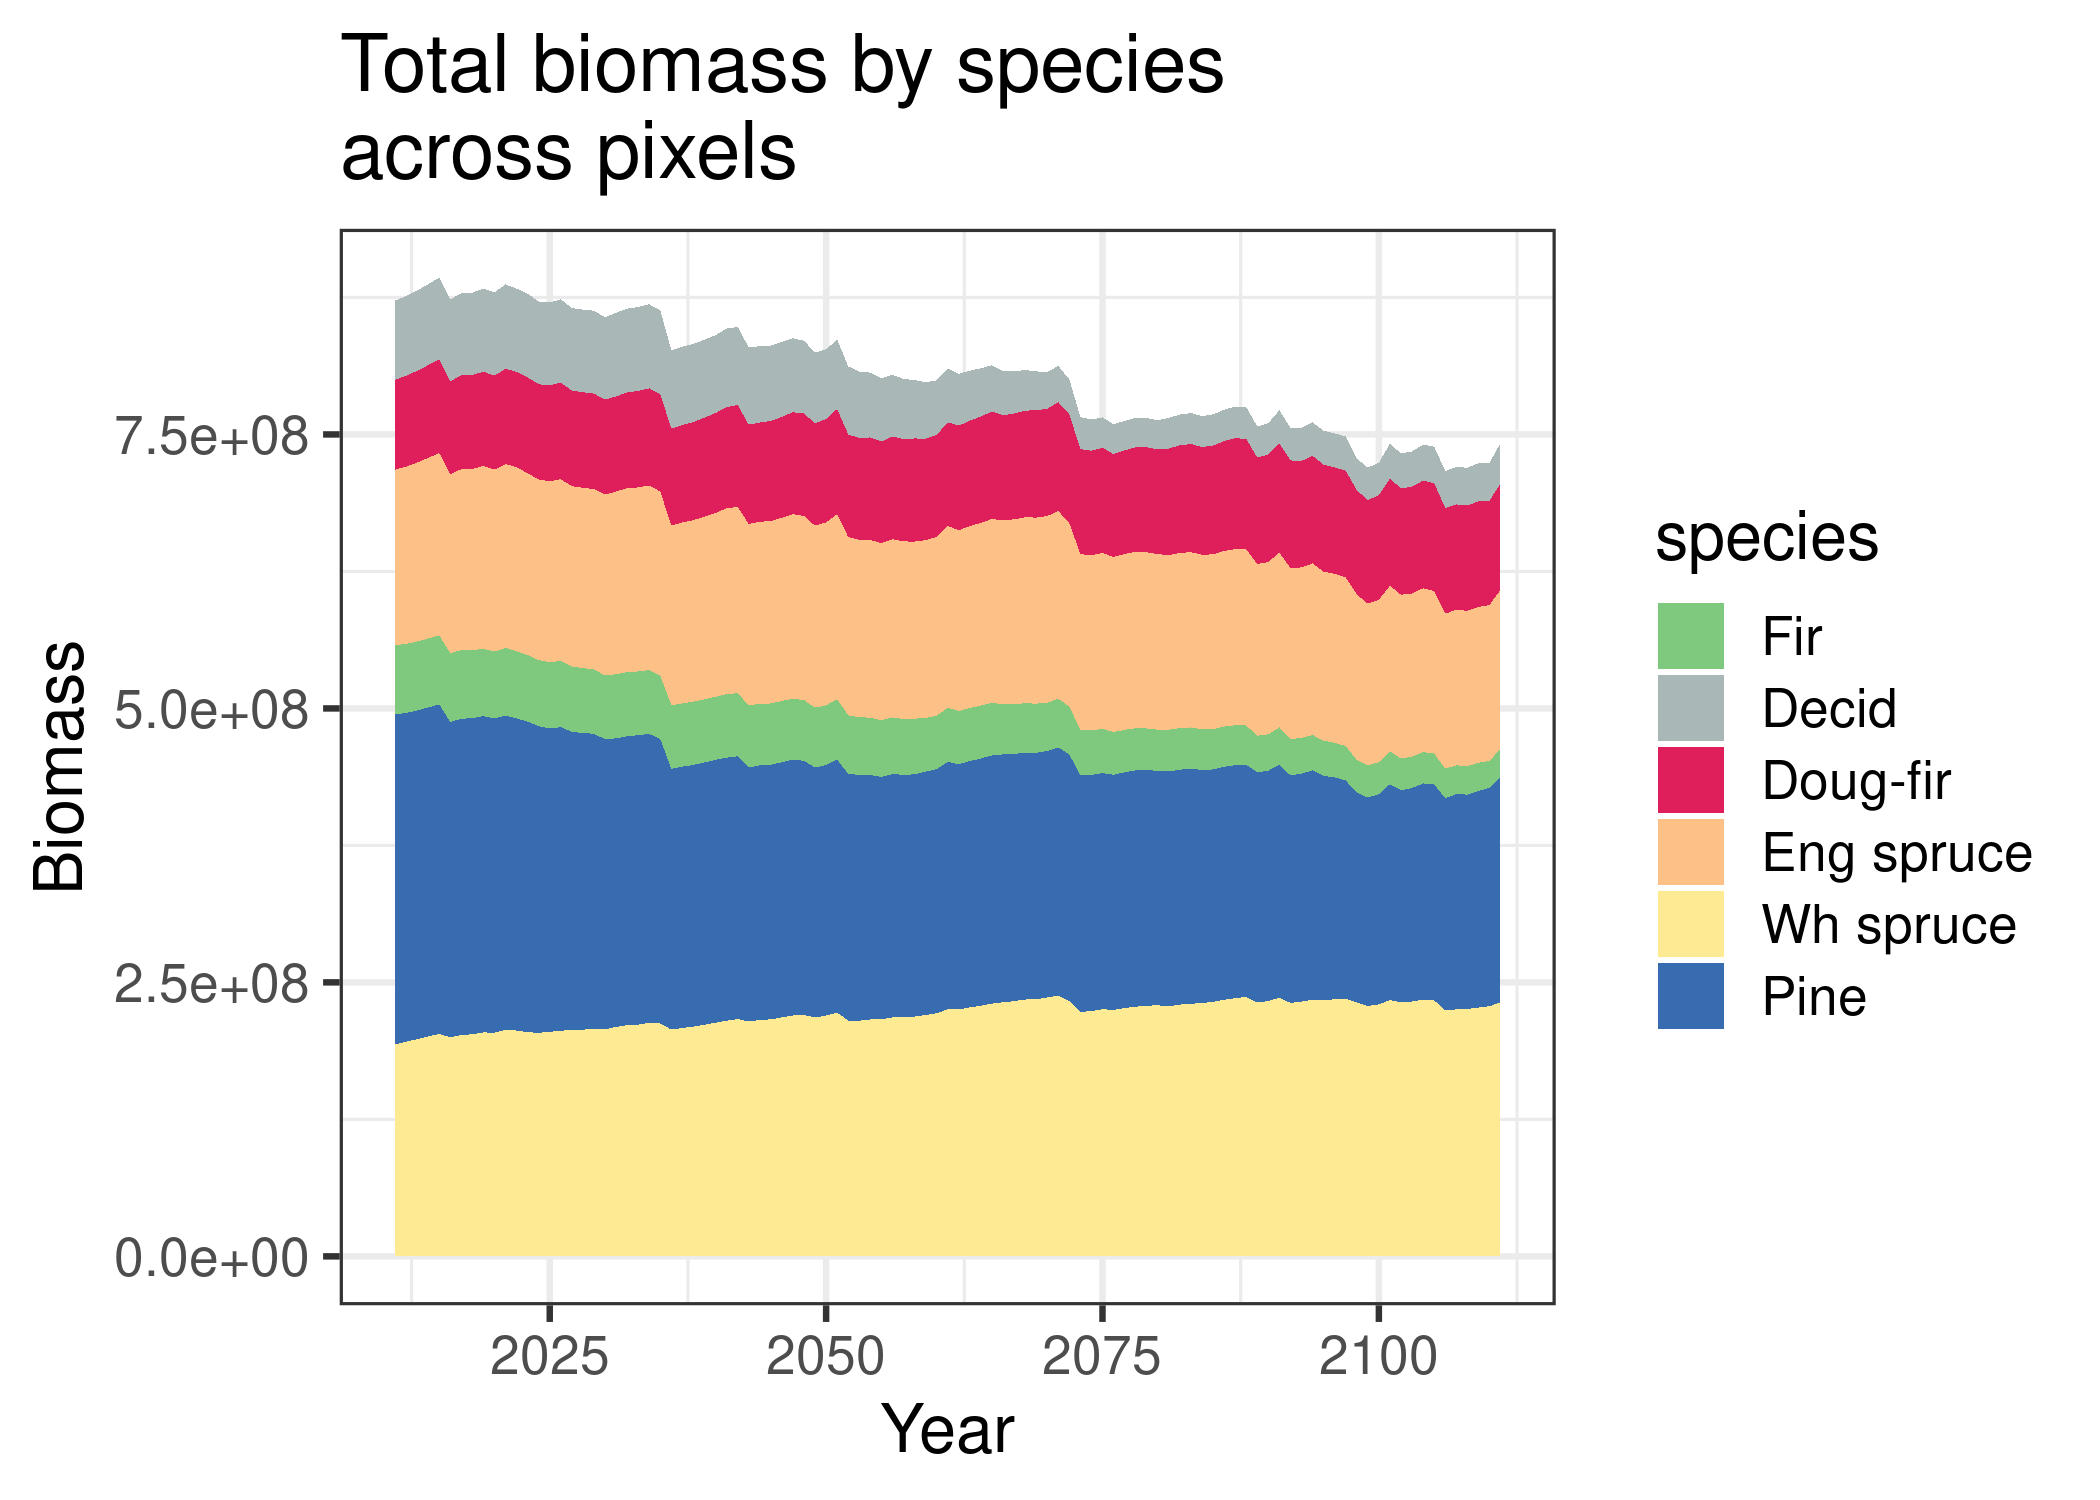 Total biomass by species
across pixels
Biomass
7.5e+08
5.0e+08
2.5e+08
0.0e+00
2025
2050
2075
2100
Year
species
Fir
Decid
Doug-fir
Eng spruce
Wh spruce
Pine